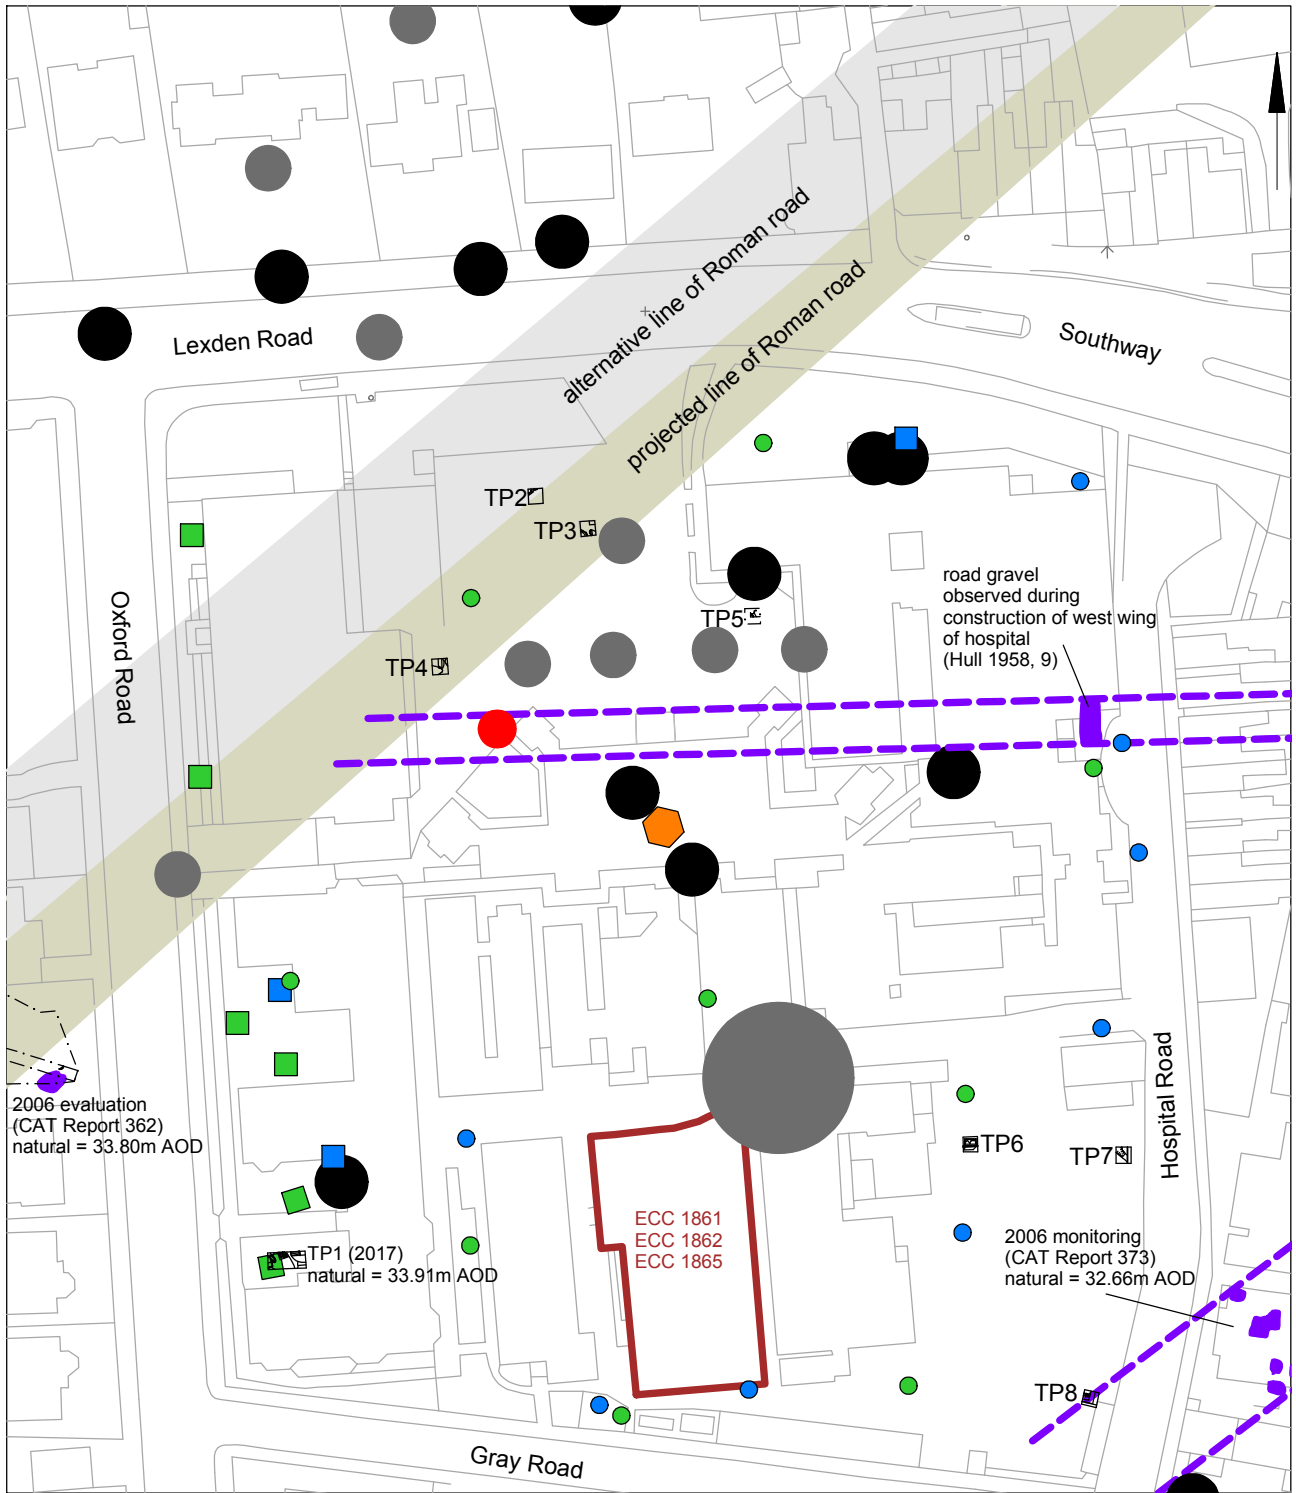 alternative line of Roman road
projected line of Roman road
Lexden Road
Southway
TP2
TP3
road gravel
observed during
construction of west wing
of hospital
(Hull 1958, 9)
Oxford Road
TP5
TP4
2006 evaluation
(CAT Report 362)
natural = 33.80m AOD
Hospital Road
TP6
TP7
ECC 1861
ECC 1862
ECC 1865
2006 monitoring
(CAT Report 373)
natural = 32.66m AOD
TP1 (2017)
natural = 33.91m AOD
TP8
Gray Road